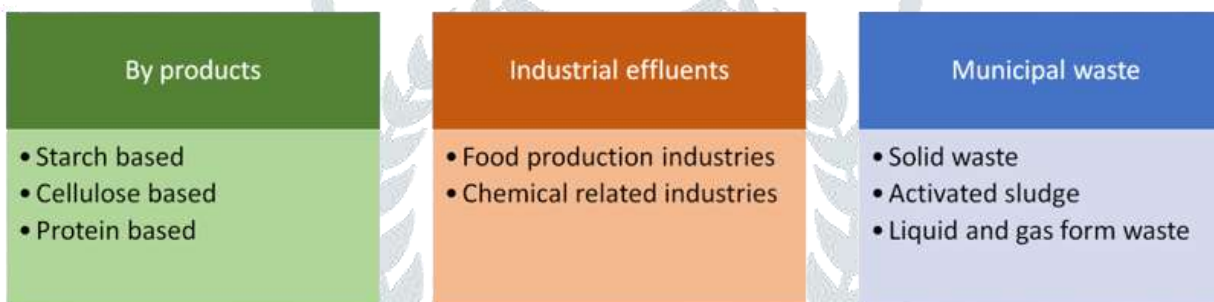 By products
• Starch based
• Cellulose based
• Protein based
Industrial effluents
• Food production industries
• Chemical related industries
Municipal waste
• Solid waste
• Activated sludge
• Liquid and gas form waste